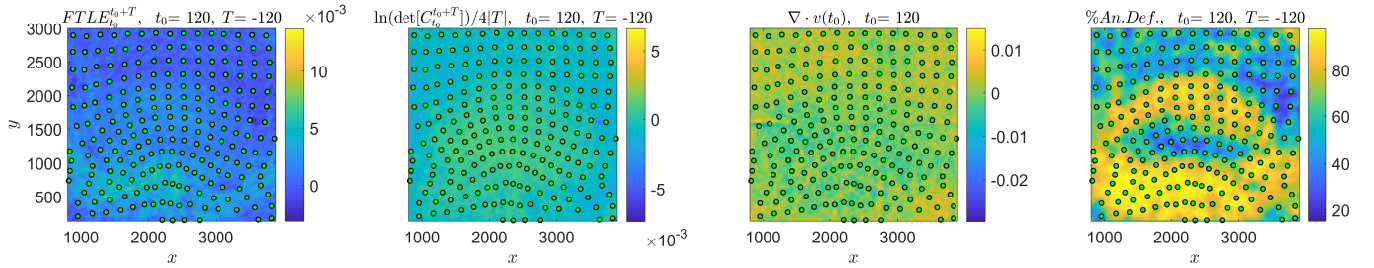 FTLE_{t_0}^{t_0+T}, t_0= 120, T= -120
×10^{-3}
3000
2500
2000
1500
1000
500
y
1000 2000 3000
x
10
5
0
ln(det[C_{t_0}^{t_0+T}])/4|T|, t_0= 120, T= -120
1000 2000 3000
x
5
0
-5
×10^{-3}
∇ · v(t_0), t_0= 120
1000 2000 3000
x
0.01
0
-0.01
-0.02
%An.Def., t_0= 120, T= -120
1000 2000 3000
x
80
60
40
20